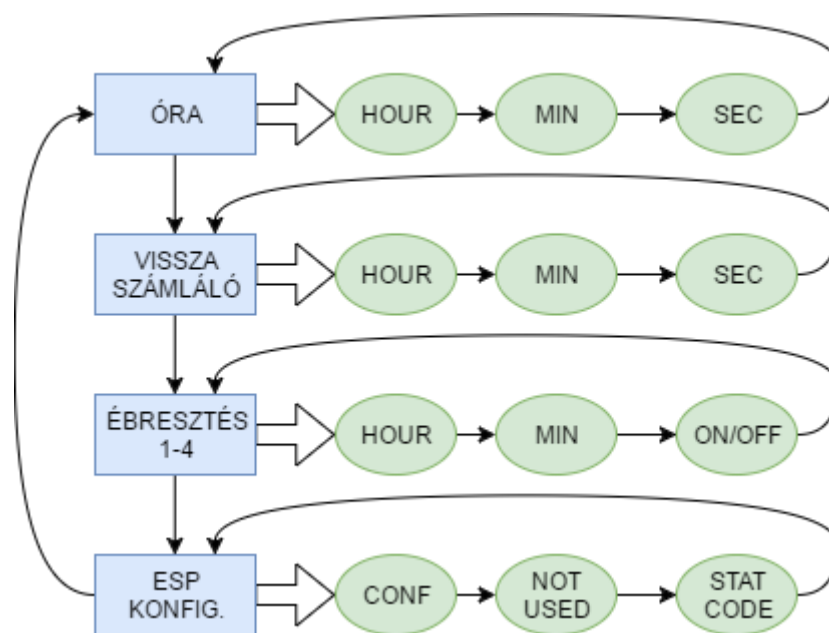 ÓRA
HOUR
MIN
SEC
VISSZA
SZÁMLÁLÓ
HOUR
MIN
SEC
ÉBRESZTÉS
1-4
HOUR
MIN
ON/OFF
ESP
KONFIG.
CONF
NOT
USED
STAT
CODE